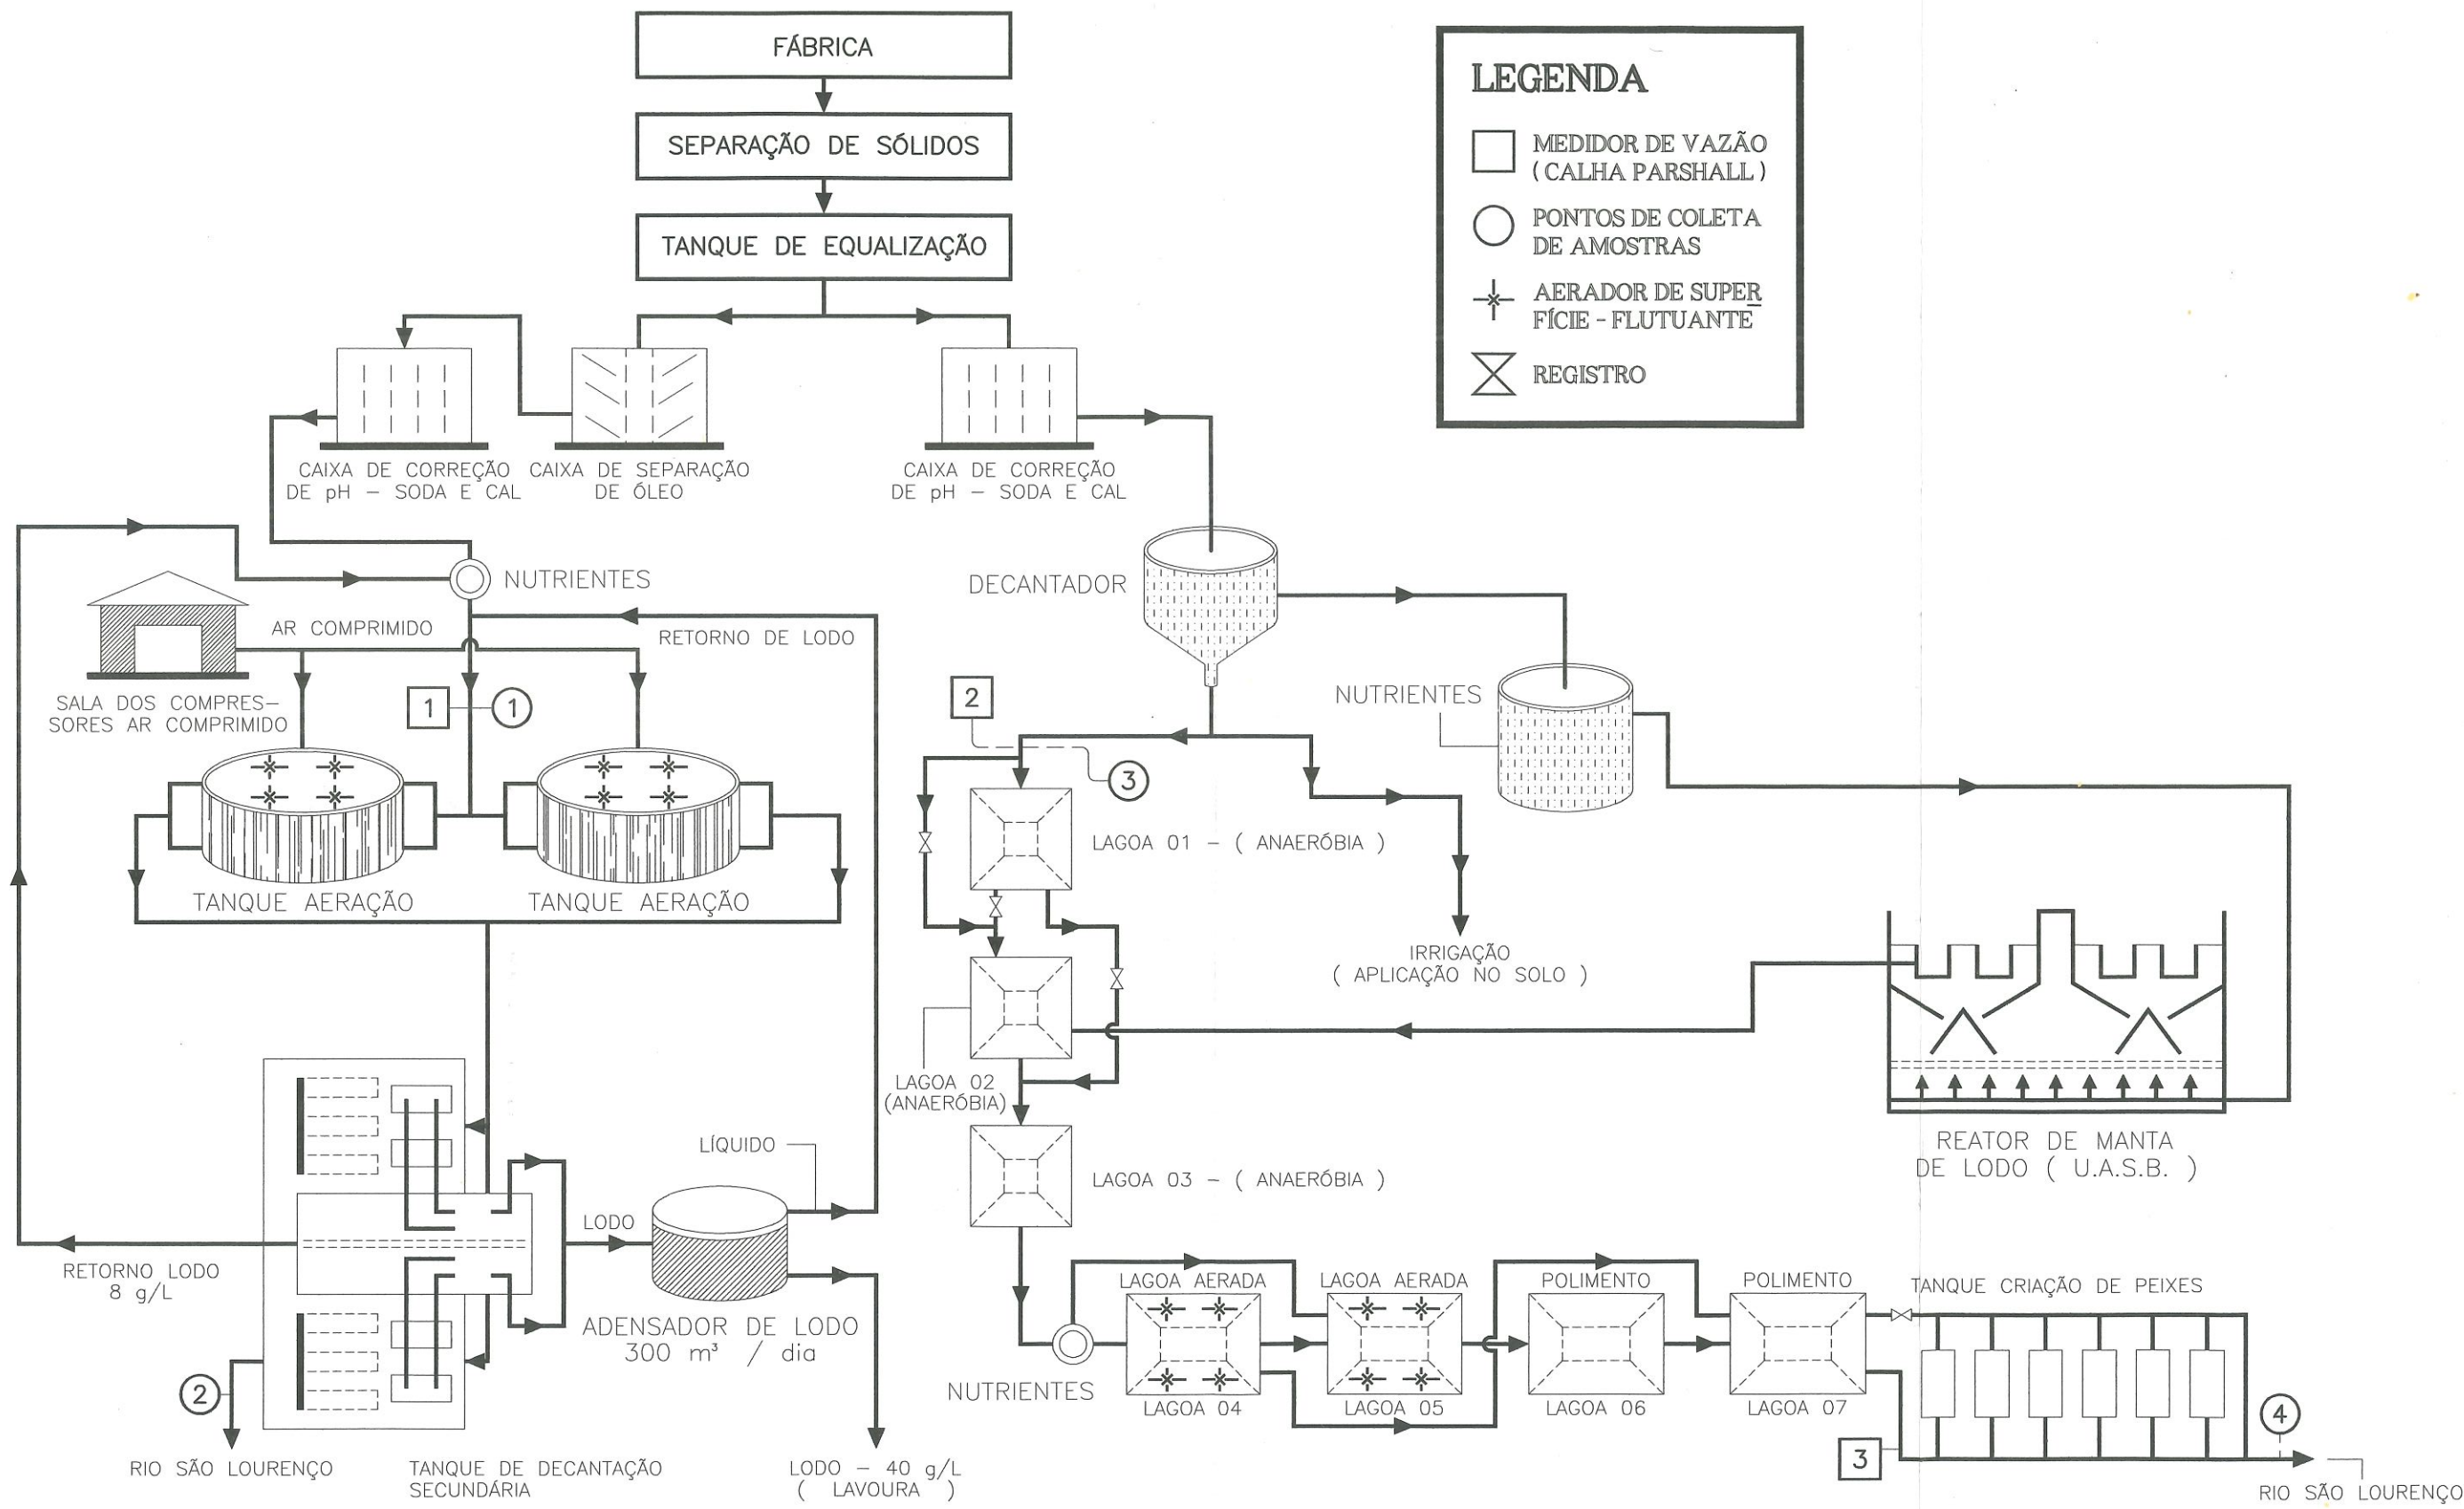 FÁBRICA
SEPARAÇÃO DE SÓLIDOS
TANQUE DE EQUALIZAÇÃO
LEGENDA
MEDIDOR DE VAZÃO
( CALHA PARSHALL )
PONTOS DE COLETA
DE AMOSTRAS
AERADOR DE SUPER
FÍCIE - FLUTUANTE
REGISTRO
CAIXA DE CORREÇÃO
DE pH – SODA E CAL
CAIXA DE SEPARAÇÃO
DE ÓLEO
CAIXA DE CORREÇÃO
DE pH – SODA E CAL
NUTRIENTES
DECANTADOR
AR COMPRIMIDO
RETORNO DE LODO
SALA DOS COMPRES–
SORES AR COMPRIMIDO
1
1
2
NUTRIENTES
3
LAGOA 01 – ( ANAERÓBIA )
TANQUE AERAÇÃO
TANQUE AERAÇÃO
IRRIGAÇÃO
( APLICAÇÃO NO SOLO )
LAGOA 02
(ANAERÓBIA)
REATOR DE MANTA
DE LODO ( U.A.S.B. )
LÍQUIDO
LAGOA 03 – ( ANAERÓBIA )
LODO
RETORNO LODO
8 g/L
ADENSADOR DE LODO
300 m³ / dia
LAGOA AERADA
LAGOA AERADA
POLIMENTO
POLIMENTO
TANQUE CRIAÇÃO DE PEIXES
NUTRIENTES
LAGOA 04
LAGOA 05
LAGOA 06
LAGOA 07
2
4
3
RIO SÃO LOURENÇO
TANQUE DE DECANTAÇÃO
SECUNDÁRIA
LODO – 40 g/L
( LAVOURA )
RIO SÃO LOURENÇO